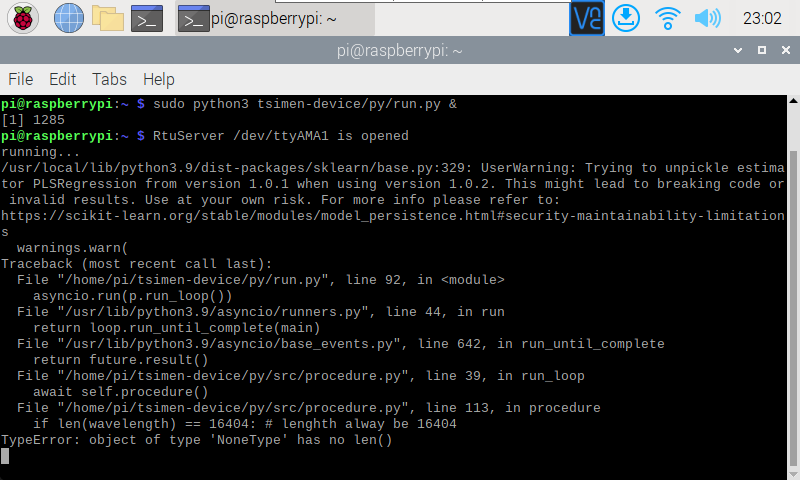 pi@raspberrypi: ~
23:02
pi@raspberrypi: ~
File Edit Tabs Help
pi@raspberrypi:~ $ sudo python3 tsimen-device/py/run.py &
[1] 1285
pi@raspberrypi:~ $ RtuServer /dev/ttyAMA1 is opened
running...
/usr/local/lib/python3.9/dist-packages/sklearn/base.py:329: UserWarning: Trying to unpickle estima
tor PLSRegression from version 1.0.1 when using version 1.0.2. This might lead to breaking code or
 invalid results. Use at your own risk. For more info please refer to:
https://scikit-learn.org/stable/modules/model_persistence.html#security-maintainability-limitation
s
  warnings.warn(
Traceback (most recent call last):
  File "/home/pi/tsimen-device/py/run.py", line 92, in <module>
    asyncio.run(p.run_loop())
  File "/usr/lib/python3.9/asyncio/runners.py", line 44, in run
    return loop.run_until_complete(main)
  File "/usr/lib/python3.9/asyncio/base_events.py", line 642, in run_until_complete
    return future.result()
  File "/home/pi/tsimen-device/py/src/procedure.py", line 39, in run_loop
    await self.procedure()
  File "/home/pi/tsimen-device/py/src/procedure.py", line 113, in procedure
    if len(wavelength) == 16404: # lenghth alway be 16404
TypeError: object of type 'NoneType' has no len()